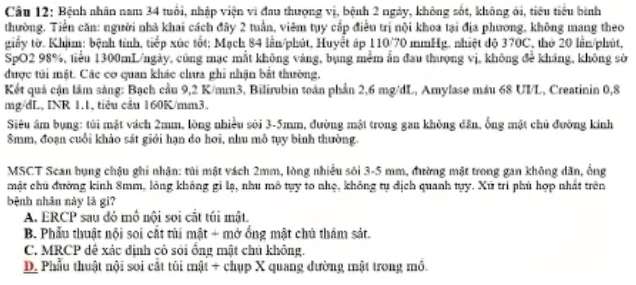 Câu 12: Bệnh nhân nam 34 tuổi, nhập viện vì đau thượng vị, bệnh 2 ngày, không sốt, không ói, tiêu tiểu bình
thường. Tiền căn: người nhà khai cách đây 2 tuần, viêm tụy cấp điều trị nội khoa tại địa phương, không mang theo
giấy tờ. Khám: bệnh tỉnh, tiếp xúc tốt; Mạch 84 lần/phút, Huyết áp 110/70 mmHg, nhiệt độ 370C, thở 20 lần/phút,
SpO2 98%, tiểu 1300mL/ngày, củng mạc mắt không vàng, bụng mềm ấn đau thượng vị, không đề kháng, không sờ
được túi mật. Các cơ quan khác chưa ghi nhận bất thường.
Kết quả cận lâm sàng: Bạch cầu 9,2 K/mm3, Bilirubin toàn phần 2,6 mg/dL, Amylase máu 68 UI/L, Creatinin 0,8
mg/dL, INR 1.1, tiểu cầu 160K/mm3.
Siêu âm bụng: túi mật vách 2mm, lòng nhiều sỏi 3-5mm, đường mật trong gan không dãn, ống mật chủ đường kính
8mm, đoạn cuối khảo sát giới hạn do hơi, nhu mô tụy bình thường.
MSCT Scan bụng chậu ghi nhận: túi mật vách 2mm, lòng nhiều sỏi 3-5 mm, đường mật trong gan không dãn, ống
mật chủ đường kính 8mm, lòng không gì lạ, nhu mô tụy to nhẹ, không tụ dịch quanh tụy. Xử trí phù hợp nhất trên
bệnh nhân này là gì?
A. ERCP sau đó mổ nội soi cắt túi mật.
B. Phẫu thuật nội soi cắt túi mật + mở ống mật chủ thám sát.
C. MRCP để xác định có sỏi ống mật chủ không.
D. Phẫu thuật nội soi cắt túi mật + chụp X quang đường mật trong mổ.